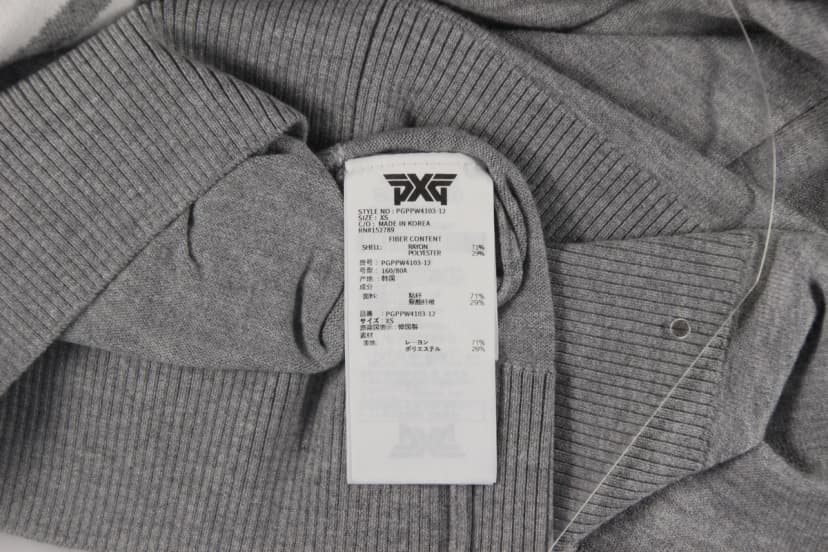 PXG
STYLE NO : PGPPW4103-12
SIZE : XS
C/O : MADE IN KOREA
RN#152789
FIBER CONTENT
SHELL: RAYON 71%
POLYESTER 29%
货号 : PGPPW4103-12
号型 : 160/80A
产地 : 韩国
成分
面料: 粘纤 71%
聚酯纤维 29%
品番 : PGPPW4103-12
サイズ : XS
原産国表示 : 韓国製
素材
表地: レーヨン 71%
ポリエステル 29%